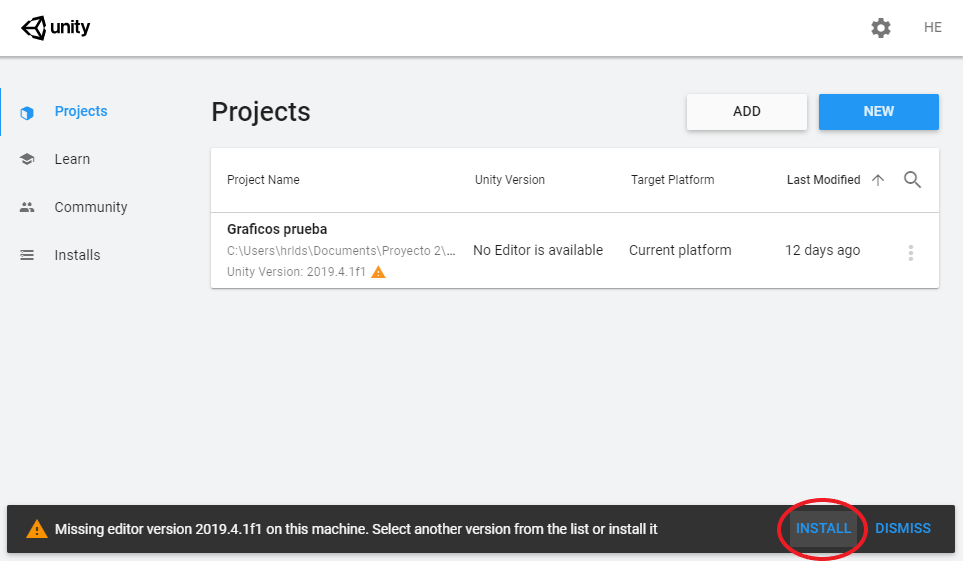 unity
HE
Projects
Learn
Community
Installs
Projects
ADD
NEW
Project Name
Unity Version
Target Platform
Last Modified
Graficos prueba
C:\Users\hrlds\Documents\Proyecto 2\...
Unity Version: 2019.4.1f1
No Editor is available
Current platform
12 days ago
Missing editor version 2019.4.1f1 on this machine. Select another version from the list or install it
INSTALL
DISMISS